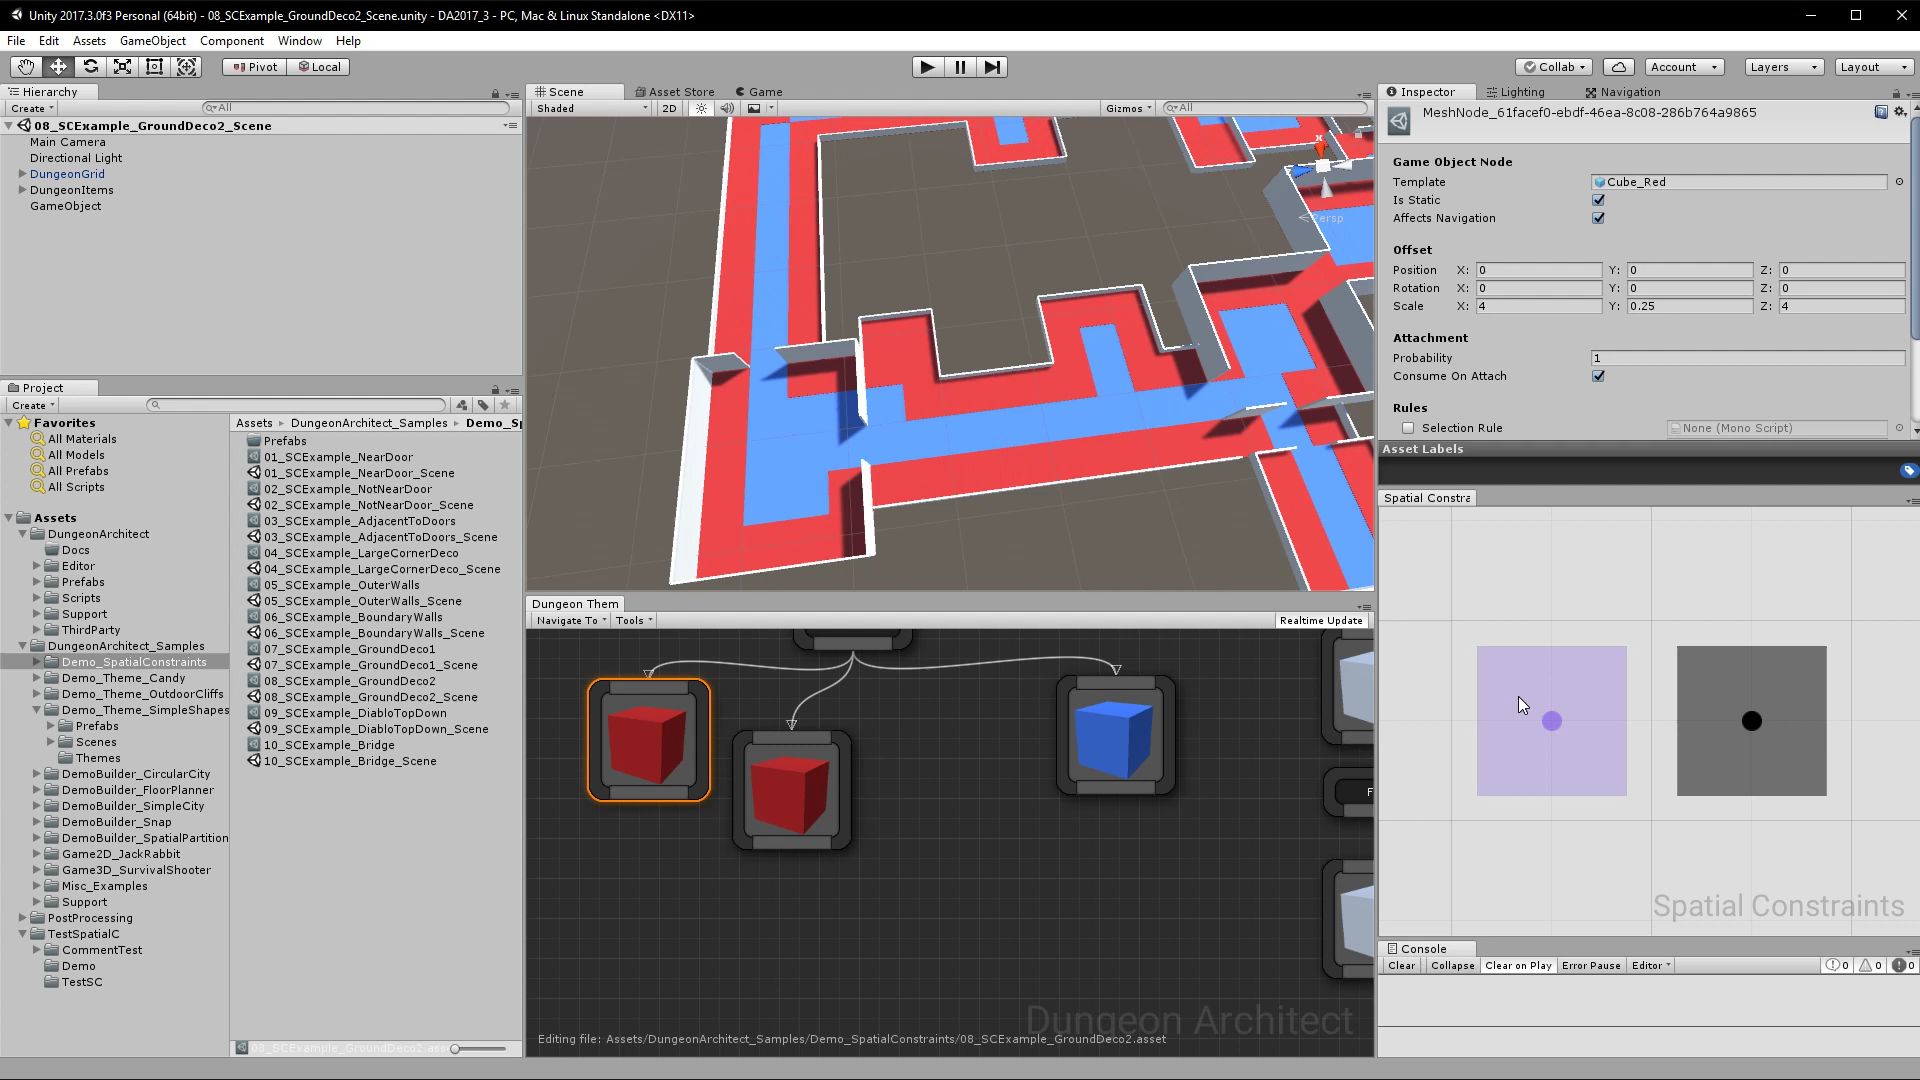 Unity 2017.3.0f3 Personal (64bit) - 08_SCExample_GroundDeco2_Scene.unity - DA2017_3 - PC, Mac & Linux Standalone <DX11>
File Edit Assets GameObject Component Window Help
Pivot Local Collab Account Layers Layout
Hierarchy
Create All
08_SCExample_GroundDeco2_Scene
Main Camera
Directional Light
DungeonGrid
DungeonItems
GameObject
Project
Create
Favorites
All Materials
All Models
All Prefabs
All Scripts
Assets
DungeonArchitect
Docs
Editor
Prefabs
Scripts
Support
ThirdParty
DungeonArchitect_Samples
Demo_SpatialConstraints
Demo_Theme_Candy
Demo_Theme_OutdoorCliffs
Demo_Theme_SimpleShapes
Prefabs
Scenes
Themes
DemoBuilder_CircularCity
DemoBuilder_FloorPlanner
DemoBuilder_SimpleCity
DemoBuilder_Snap
DemoBuilder_SpatialPartition
Game2D_JackRabbit
Game3D_SurvivalShooter
Misc_Examples
Support
PostProcessing
TestSpatialC
CommentTest
Demo
TestSC
Assets DungeonArchitect_Samples Demo_Sp
Prefabs
01_SCExample_NearDoor
01_SCExample_NearDoor_Scene
02_SCExample_NotNearDoor
02_SCExample_NotNearDoor_Scene
03_SCExample_AdjacentToDoors
03_SCExample_AdjacentToDoors_Scene
04_SCExample_LargeCornerDeco
04_SCExample_LargeCornerDeco_Scene
05_SCExample_OuterWalls
05_SCExample_OuterWalls_Scene
06_SCExample_BoundaryWalls
06_SCExample_BoundaryWalls_Scene
07_SCExample_GroundDeco1
07_SCExample_GroundDeco1_Scene
08_SCExample_GroundDeco2
08_SCExample_GroundDeco2_Scene
09_SCExample_DiabloTopDown
09_SCExample_DiabloTopDown_Scene
10_SCExample_Bridge
10_SCExample_Bridge_Scene
08_SCExample_GroundDeco2.asse
Scene Asset Store Game
Shaded 2D Gizmos All
x
Persp
Dungeon Them
Navigate To Tools Realtime Update
F
Dungeon Architect
Editing file: Assets/DungeonArchitect_Samples/Demo_SpatialConstraints/08_SCExample_GroundDeco2.asset
Inspector Lighting Navigation
MeshNode_61facef0-ebdf-46ea-8c08-286b764a9865
Game Object Node
Template Cube_Red
Is Static
Affects Navigation
Offset
Position X: 0 Y: 0 Z: 0
Rotation X: 0 Y: 0 Z: 0
Scale X: 4 Y: 0.25 Z: 4
Attachment
Probability 1
Consume On Attach
Rules
Selection Rule None (Mono Script)
Asset Labels
Spatial Constra
Spatial Constraints
Console
Clear Collapse Clear on Play Error Pause Editor 0 0 0